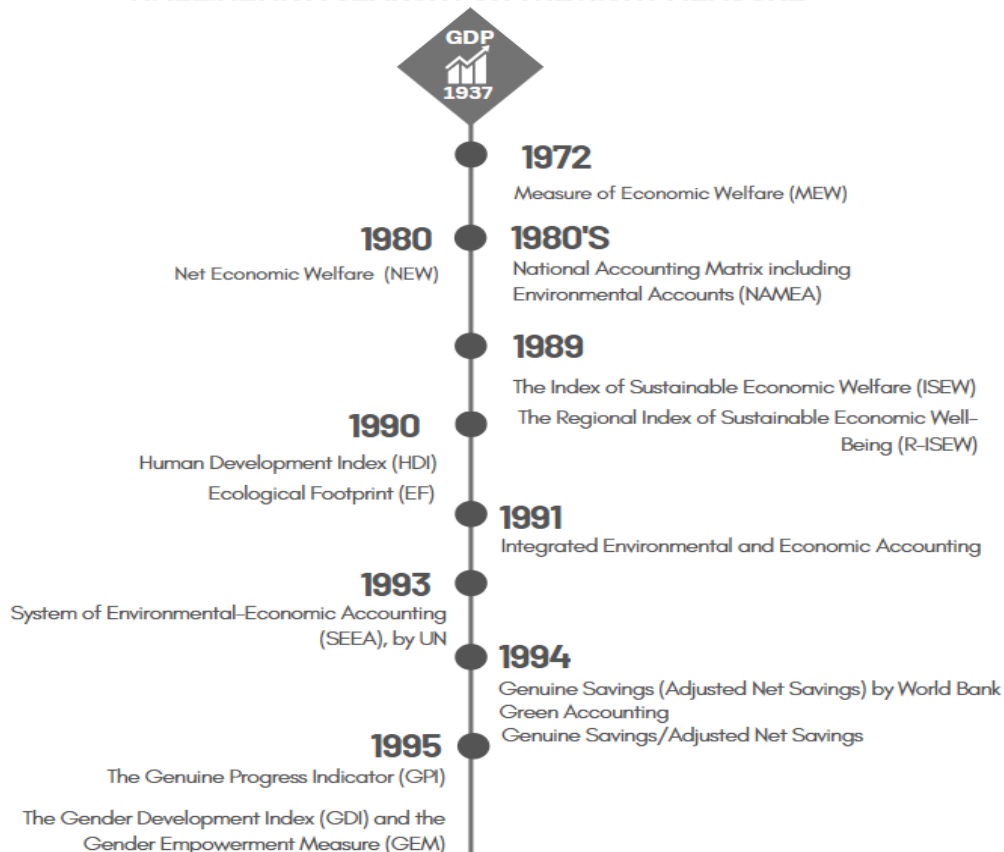 GDP
1937
1972
Measure of Economic Welfare (MEW)
1980
Net Economic Welfare (NEW)
1980'S
National Accounting Matrix including
Environmental Accounts (NAMEA)
1989
The Index of Sustainable Economic Welfare (ISEW)
The Regional Index of Sustainable Economic Well-
Being (R-ISEW)
1990
Human Development Index (HDI)
Ecological Footprint (EF)
1991
Integrated Environmental and Economic Accounting
1993
System of Environmental-Economic Accounting
(SEEA), by UN
1994
Genuine Savings (Adjusted Net Savings) by World Bank
Green Accounting
Genuine Savings/Adjusted Net Savings
1995
The Genuine Progress Indicator (GPI)
The Gender Development Index (GDI) and the
Gender Empowerment Measure (GEM)